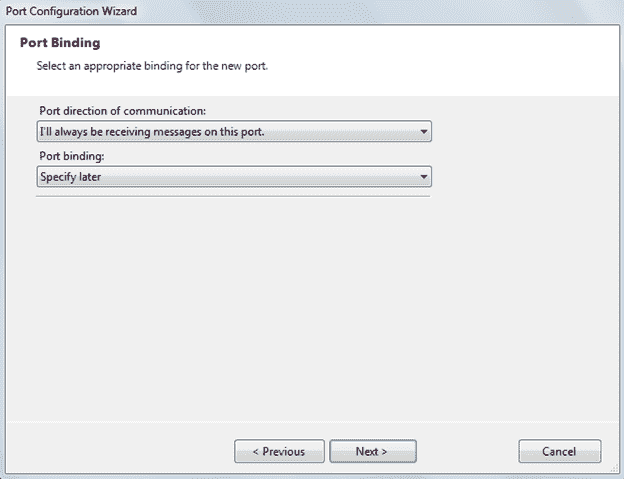 Port Configuration Wizard
Port Binding
Select an appropriate binding for the new port.
Port direction of communication:
I'll always be receiving messages on this port.
Port binding:
Specify later
< Previous
Next >
Cancel